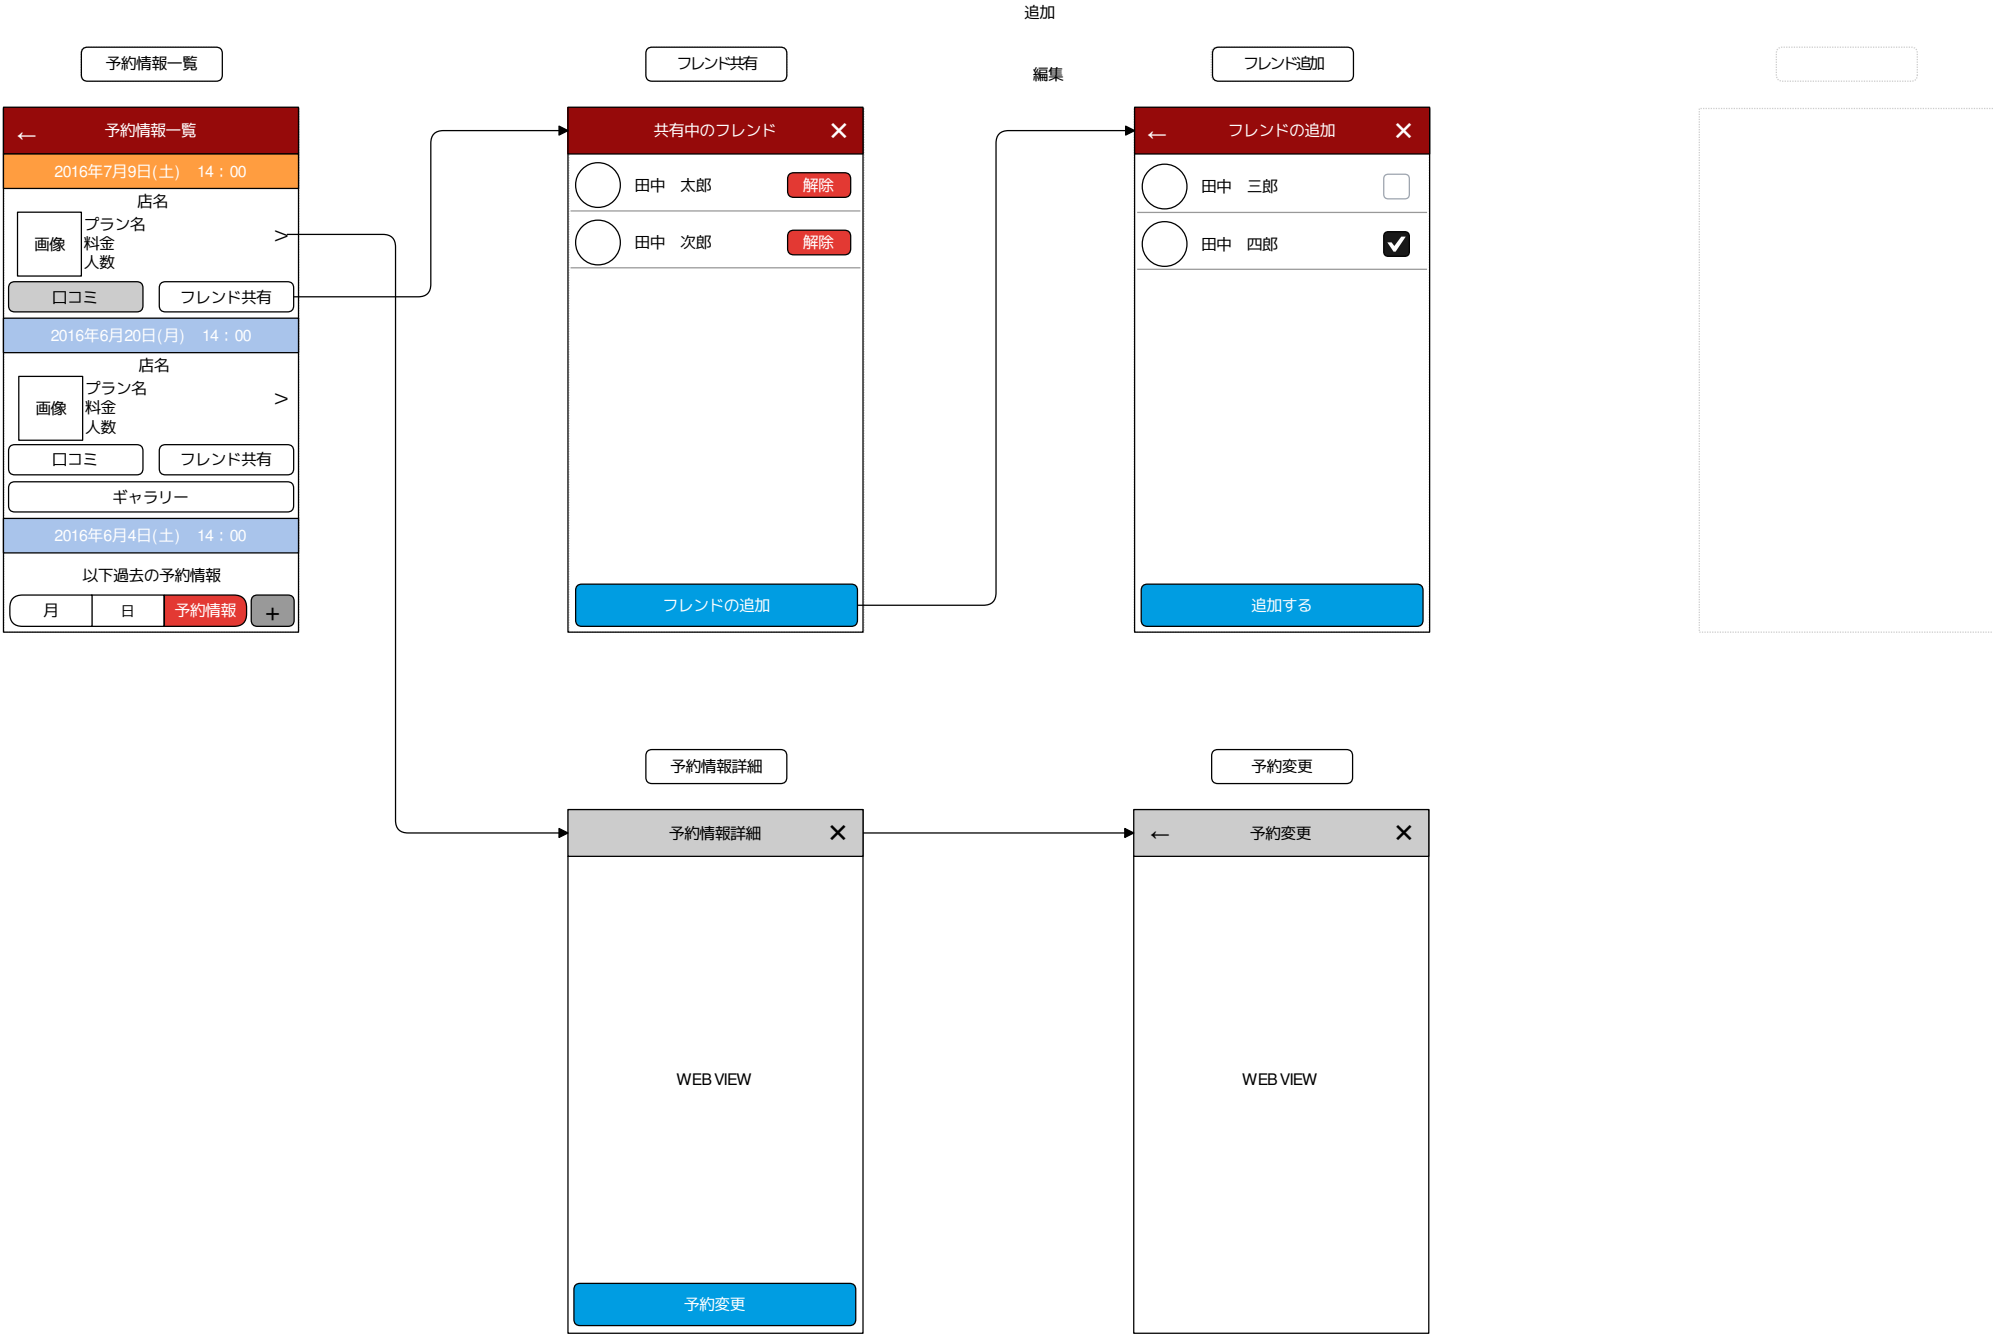 追加
予約情報一覧
フレンド共有
編集
フレンド追加
← 予約情報一覧
2016年7月9日(土) 14：00
店名
画像
プラン名
料金
人数
>
口コミ
フレンド共有
2016年6月20日(月) 14：00
店名
画像
プラン名
料金
人数
>
口コミ
フレンド共有
ギャラリー
2016年6月4日(土) 14：00
以下過去の予約情報
月
日
予約情報
+
共有中のフレンド ✕
田中　太郎
解除
田中　次郎
解除
フレンドの追加
← フレンドの追加 ✕
田中　三郎
田中　四郎
追加する
予約情報詳細
予約情報詳細 ✕
WEB VIEW
予約変更
予約変更
← 予約変更 ✕
WEB VIEW